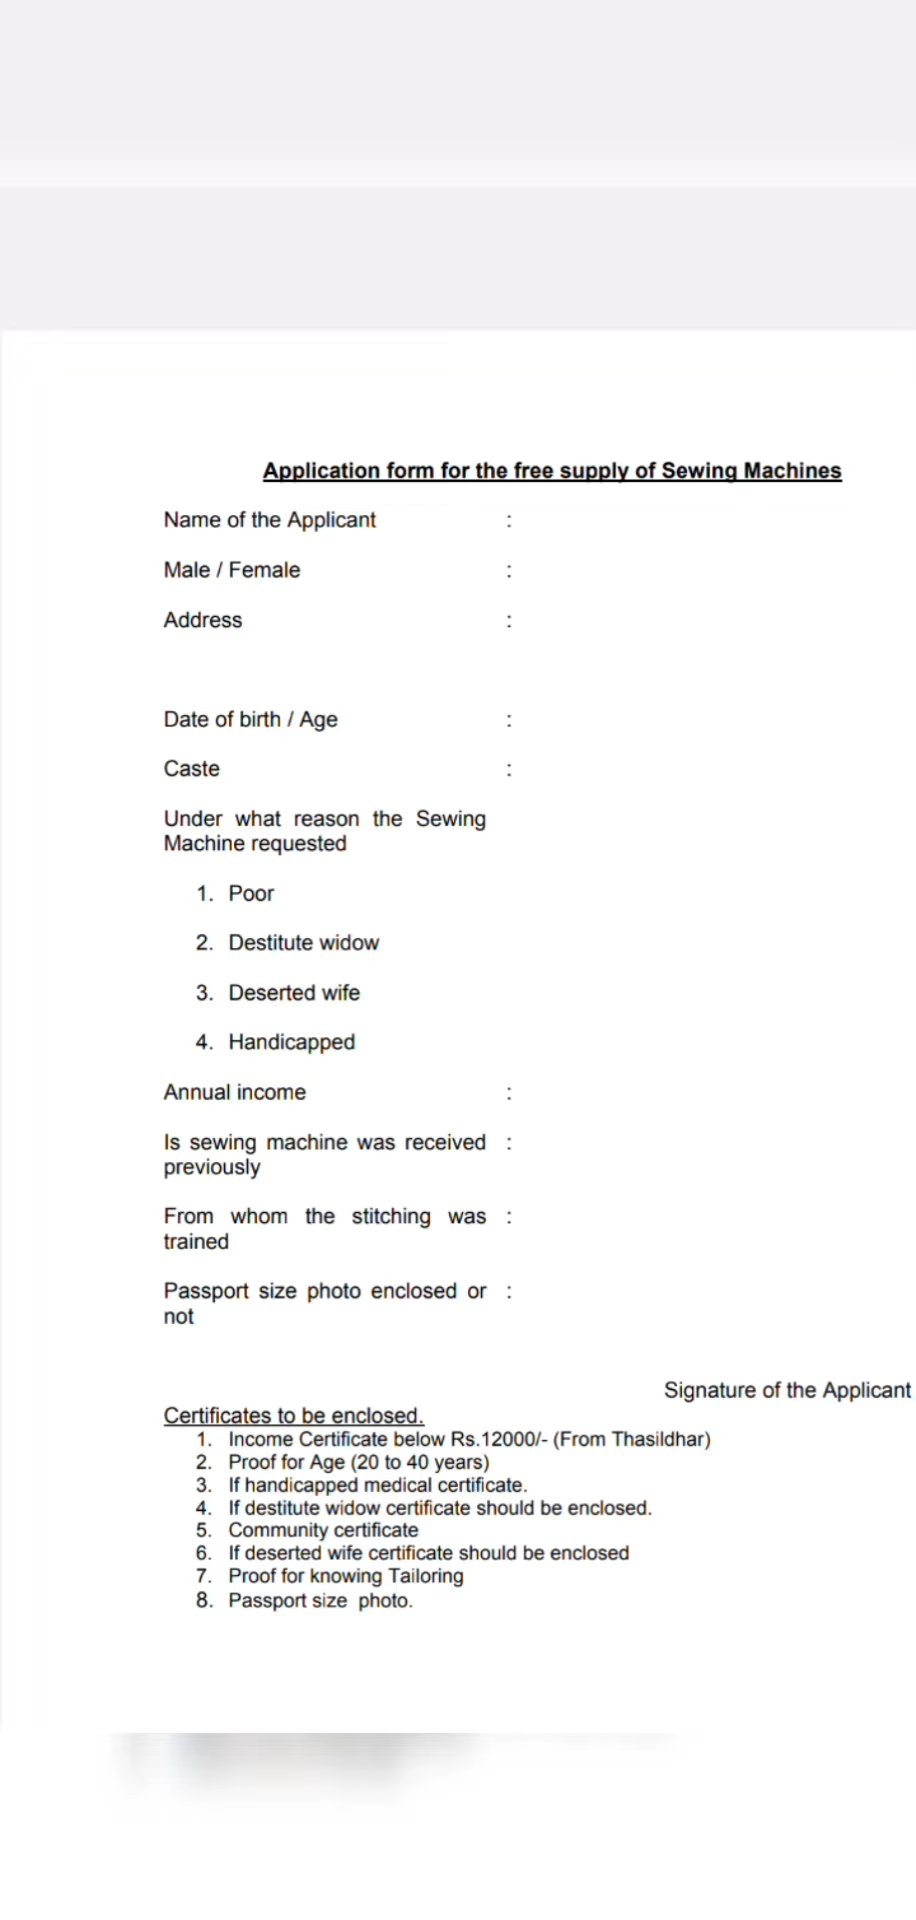 Application form for the free supply of Sewing Machines
Name of the Applicant :
Male / Female :
Address :
Date of birth / Age :
Caste :
Under what reason the Sewing
Machine requested
1. Poor
2. Destitute widow
3. Deserted wife
4. Handicapped
Annual income :
Is sewing machine was received :
previously
From whom the stitching was :
trained
Passport size photo enclosed or :
not
Signature of the Applicant
Certificates to be enclosed.
1. Income Certificate below Rs.12000/- (From Thasildhar)
2. Proof for Age (20 to 40 years)
3. If handicapped medical certificate.
4. If destitute widow certificate should be enclosed.
5. Community certificate
6. If deserted wife certificate should be enclosed
7. Proof for knowing Tailoring
8. Passport size photo.